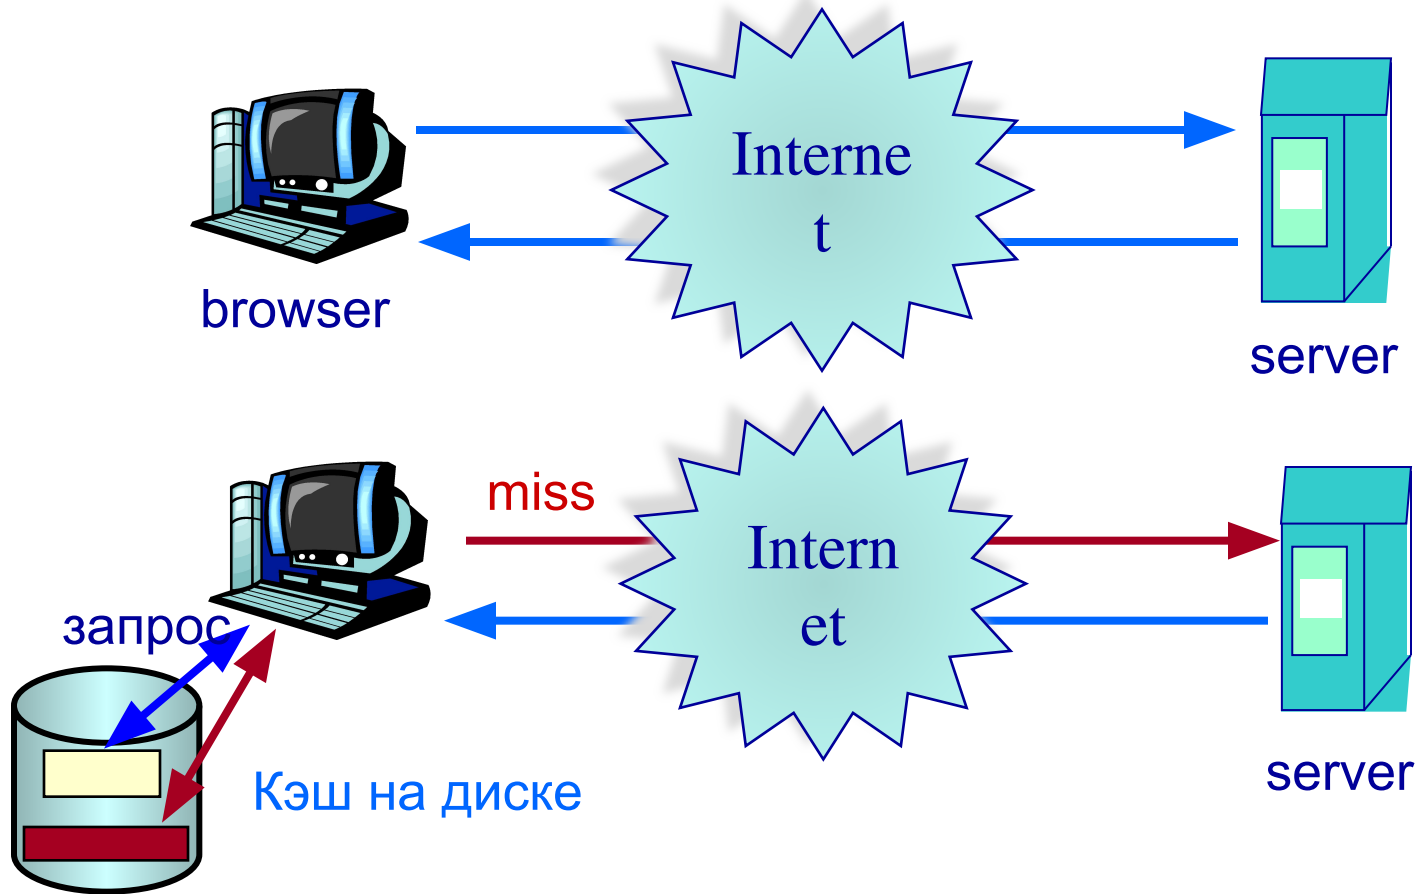 Interne
t
browser
server
miss
Intern
et
запрос
Кэш на диске
server